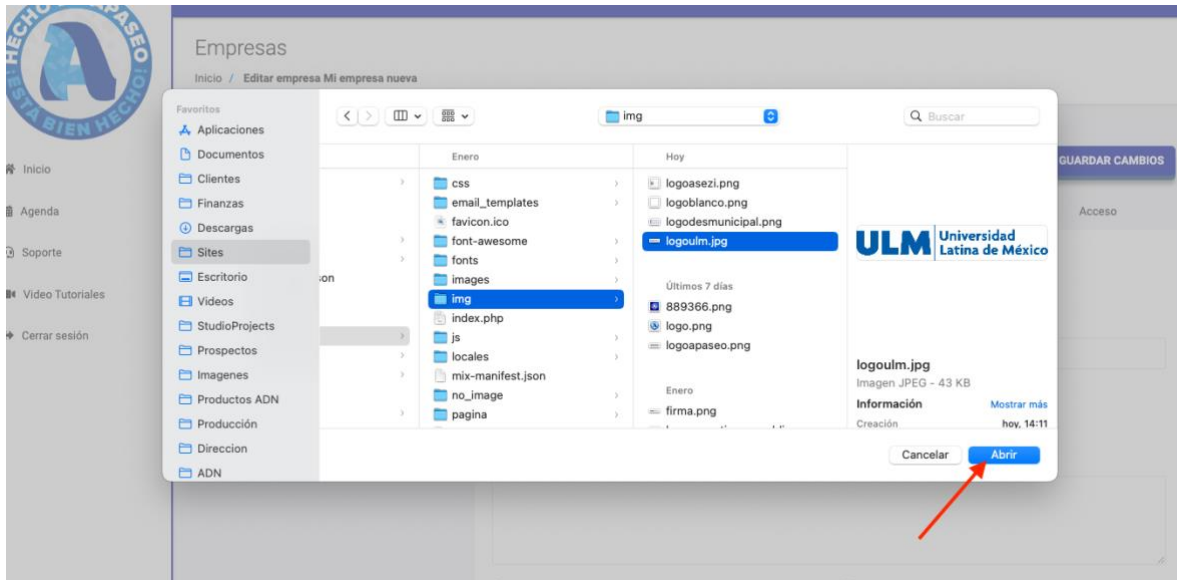 HECHO EN APASEO
¡ESTÁ BIEN HECHO!
Empresas
Inicio / Editar empresa Mi empresa nueva
Inicio
Agenda
Soporte
Video Tutoriales
Cerrar sesión
GUARDAR CAMBIOS
Acceso
Favoritos
Aplicaciones
Documentos
Clientes
Finanzas
Descargas
Sites
Escritorio
Videos
StudioProjects
Prospectos
Imagenes
Productos ADN
Producción
Direccion
ADN
img
Buscar
son
Enero
css
email_templates
favicon.ico
font-awesome
fonts
images
img
index.php
js
locales
mix-manifest.json
no_image
pagina
Hoy
logoasezi.png
logoblanco.png
logodesmunicipal.png
logoulm.jpg
Últimos 7 días
889366.png
logo.png
logoapaseo.png
Enero
firma.png
ULM Universidad
Latina de México
logoulm.jpg
Imagen JPEG - 43 KB
Información Mostrar más
Creación hoy, 14:11
Cancelar Abrir